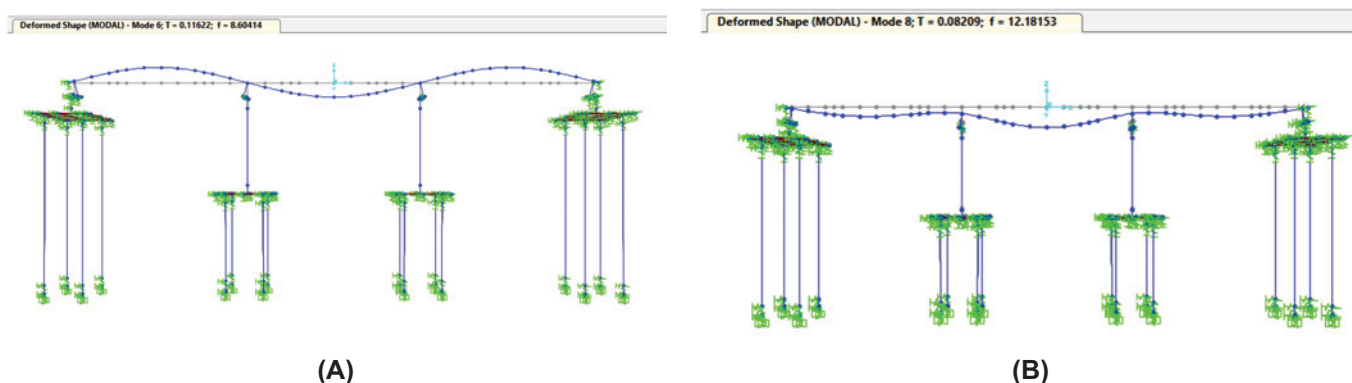 Deformed Shape (MODAL) - Mode 6; T = 0.11622; f = 8.60414
Deformed Shape (MODAL) - Mode 8; T = 0.08209; f = 12.18153
(A)
(B)